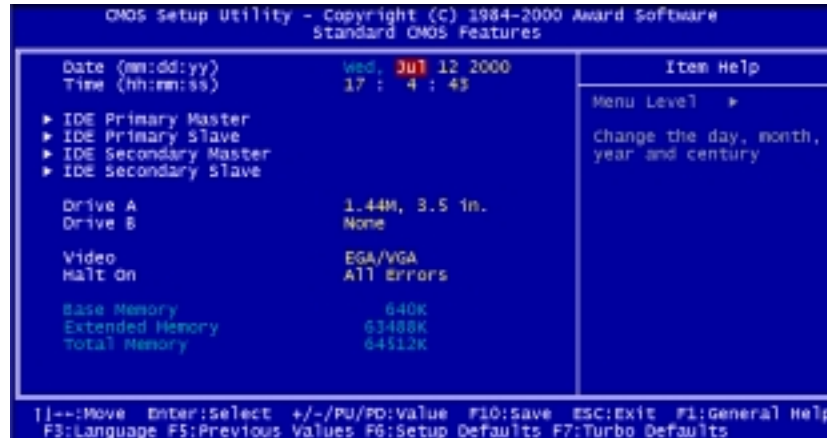 CMOS Setup Utility - Copyright (C) 1984-2000 Award Software
Standard CMOS Features
Date (mm:dd:yy) Wed, Jul 12 2000
Time (hh:mm:ss) 17 : 4 : 43
► IDE Primary Master
► IDE Primary Slave
► IDE Secondary Master
► IDE Secondary Slave
Drive A 1.44M, 3.5 in.
Drive B None
Video EGA/VGA
Halt On All Errors
Base Memory 640K
Extended Memory 63488K
Total Memory 64512K
Item Help
Menu Level ►
Change the day, month,
year and century
↑↓→←:Move Enter:Select +/-/PU/PD:Value F10:Save ESC:Exit F1:General Help
F3:Language F5:Previous Values F6:Setup Defaults F7:Turbo Defaults